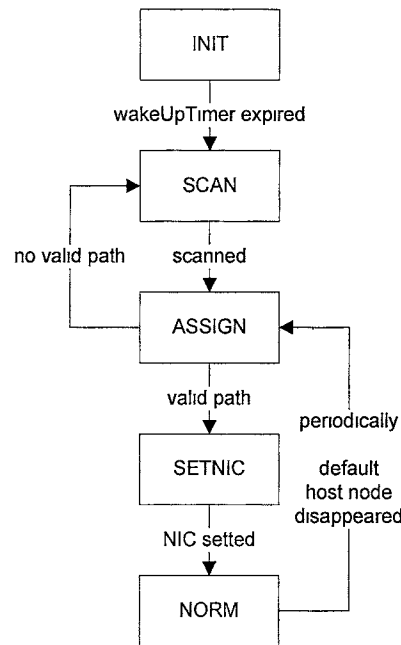 INIT
wakeUpTimer expired
SCAN
no valid path
scanned
ASSIGN
valid path
periodically
SETNIC
default
host node
disappeared
NIC setted
NORM